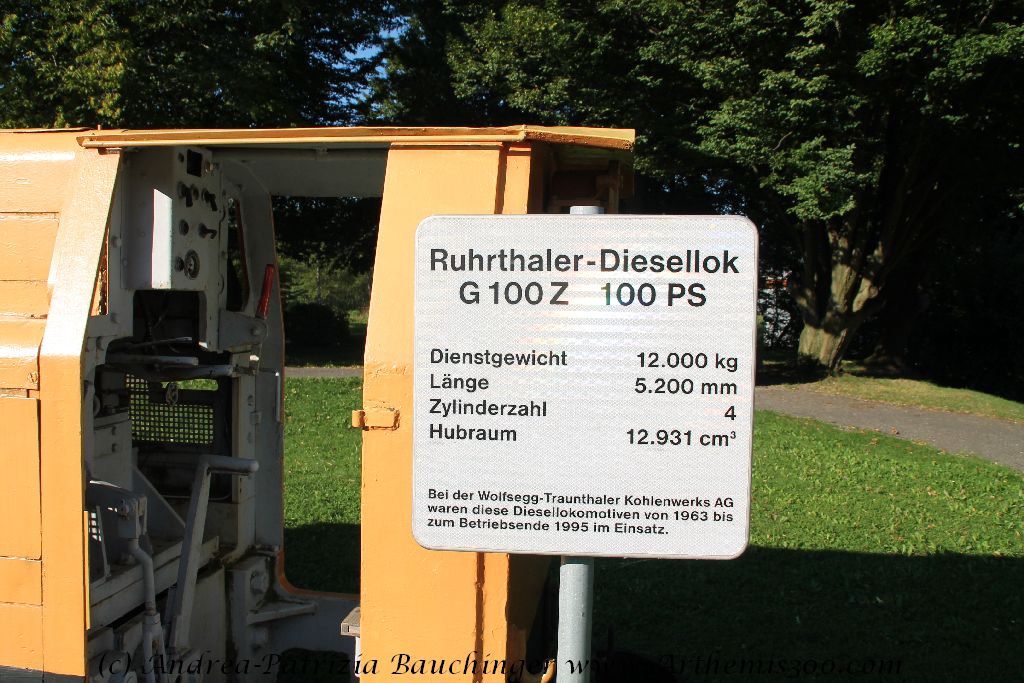 Ruhrthaler-Diesellok
G 100 Z 100 PS
Dienstgewicht 12.000 kg
Länge 5.200 mm
Zylinderzahl 4
Hubraum 12.931 cm³
Bei der Wolfsegg-Traunthaler Kohlenwerks AG
waren diese Diesellokomotiven von 1963 bis
zum Betriebsende 1995 im Einsatz.
(c) Andrea-Patrizia Bauchinger www.Arthemis300.com